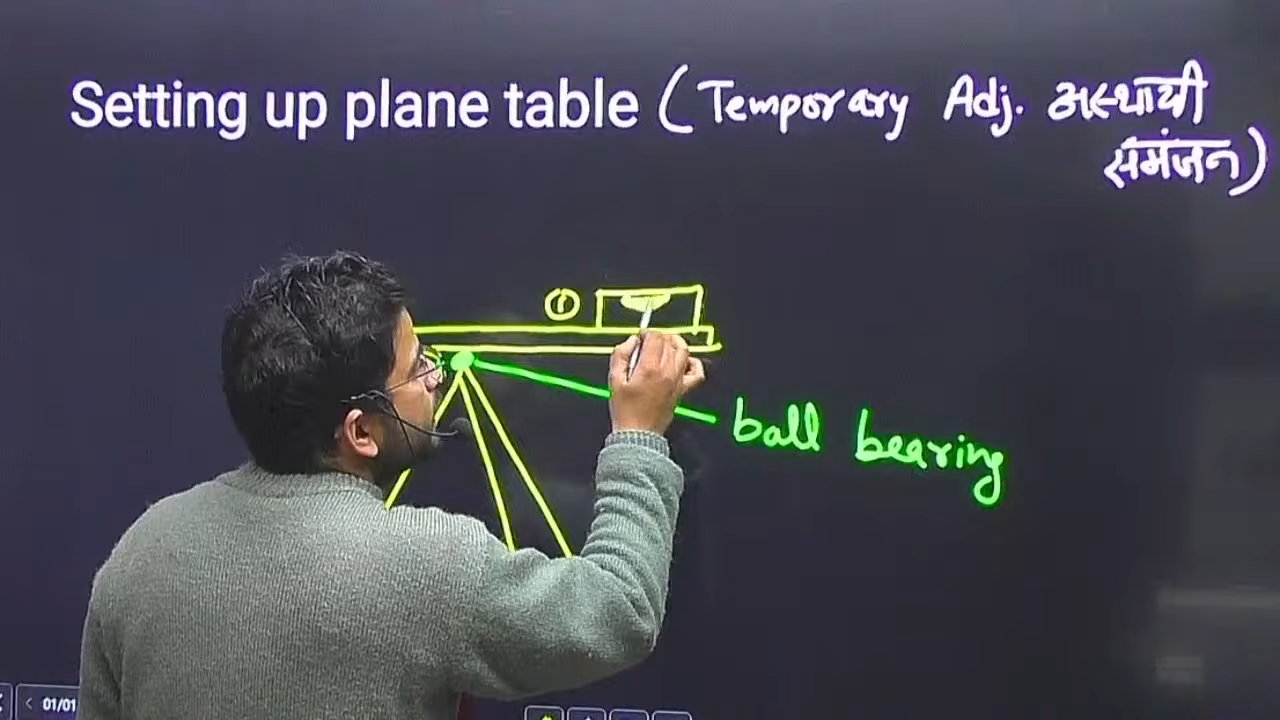 Setting up plane table (Temporary Adj. अस्थायी
समंजन)
①
ball bearing
01/01